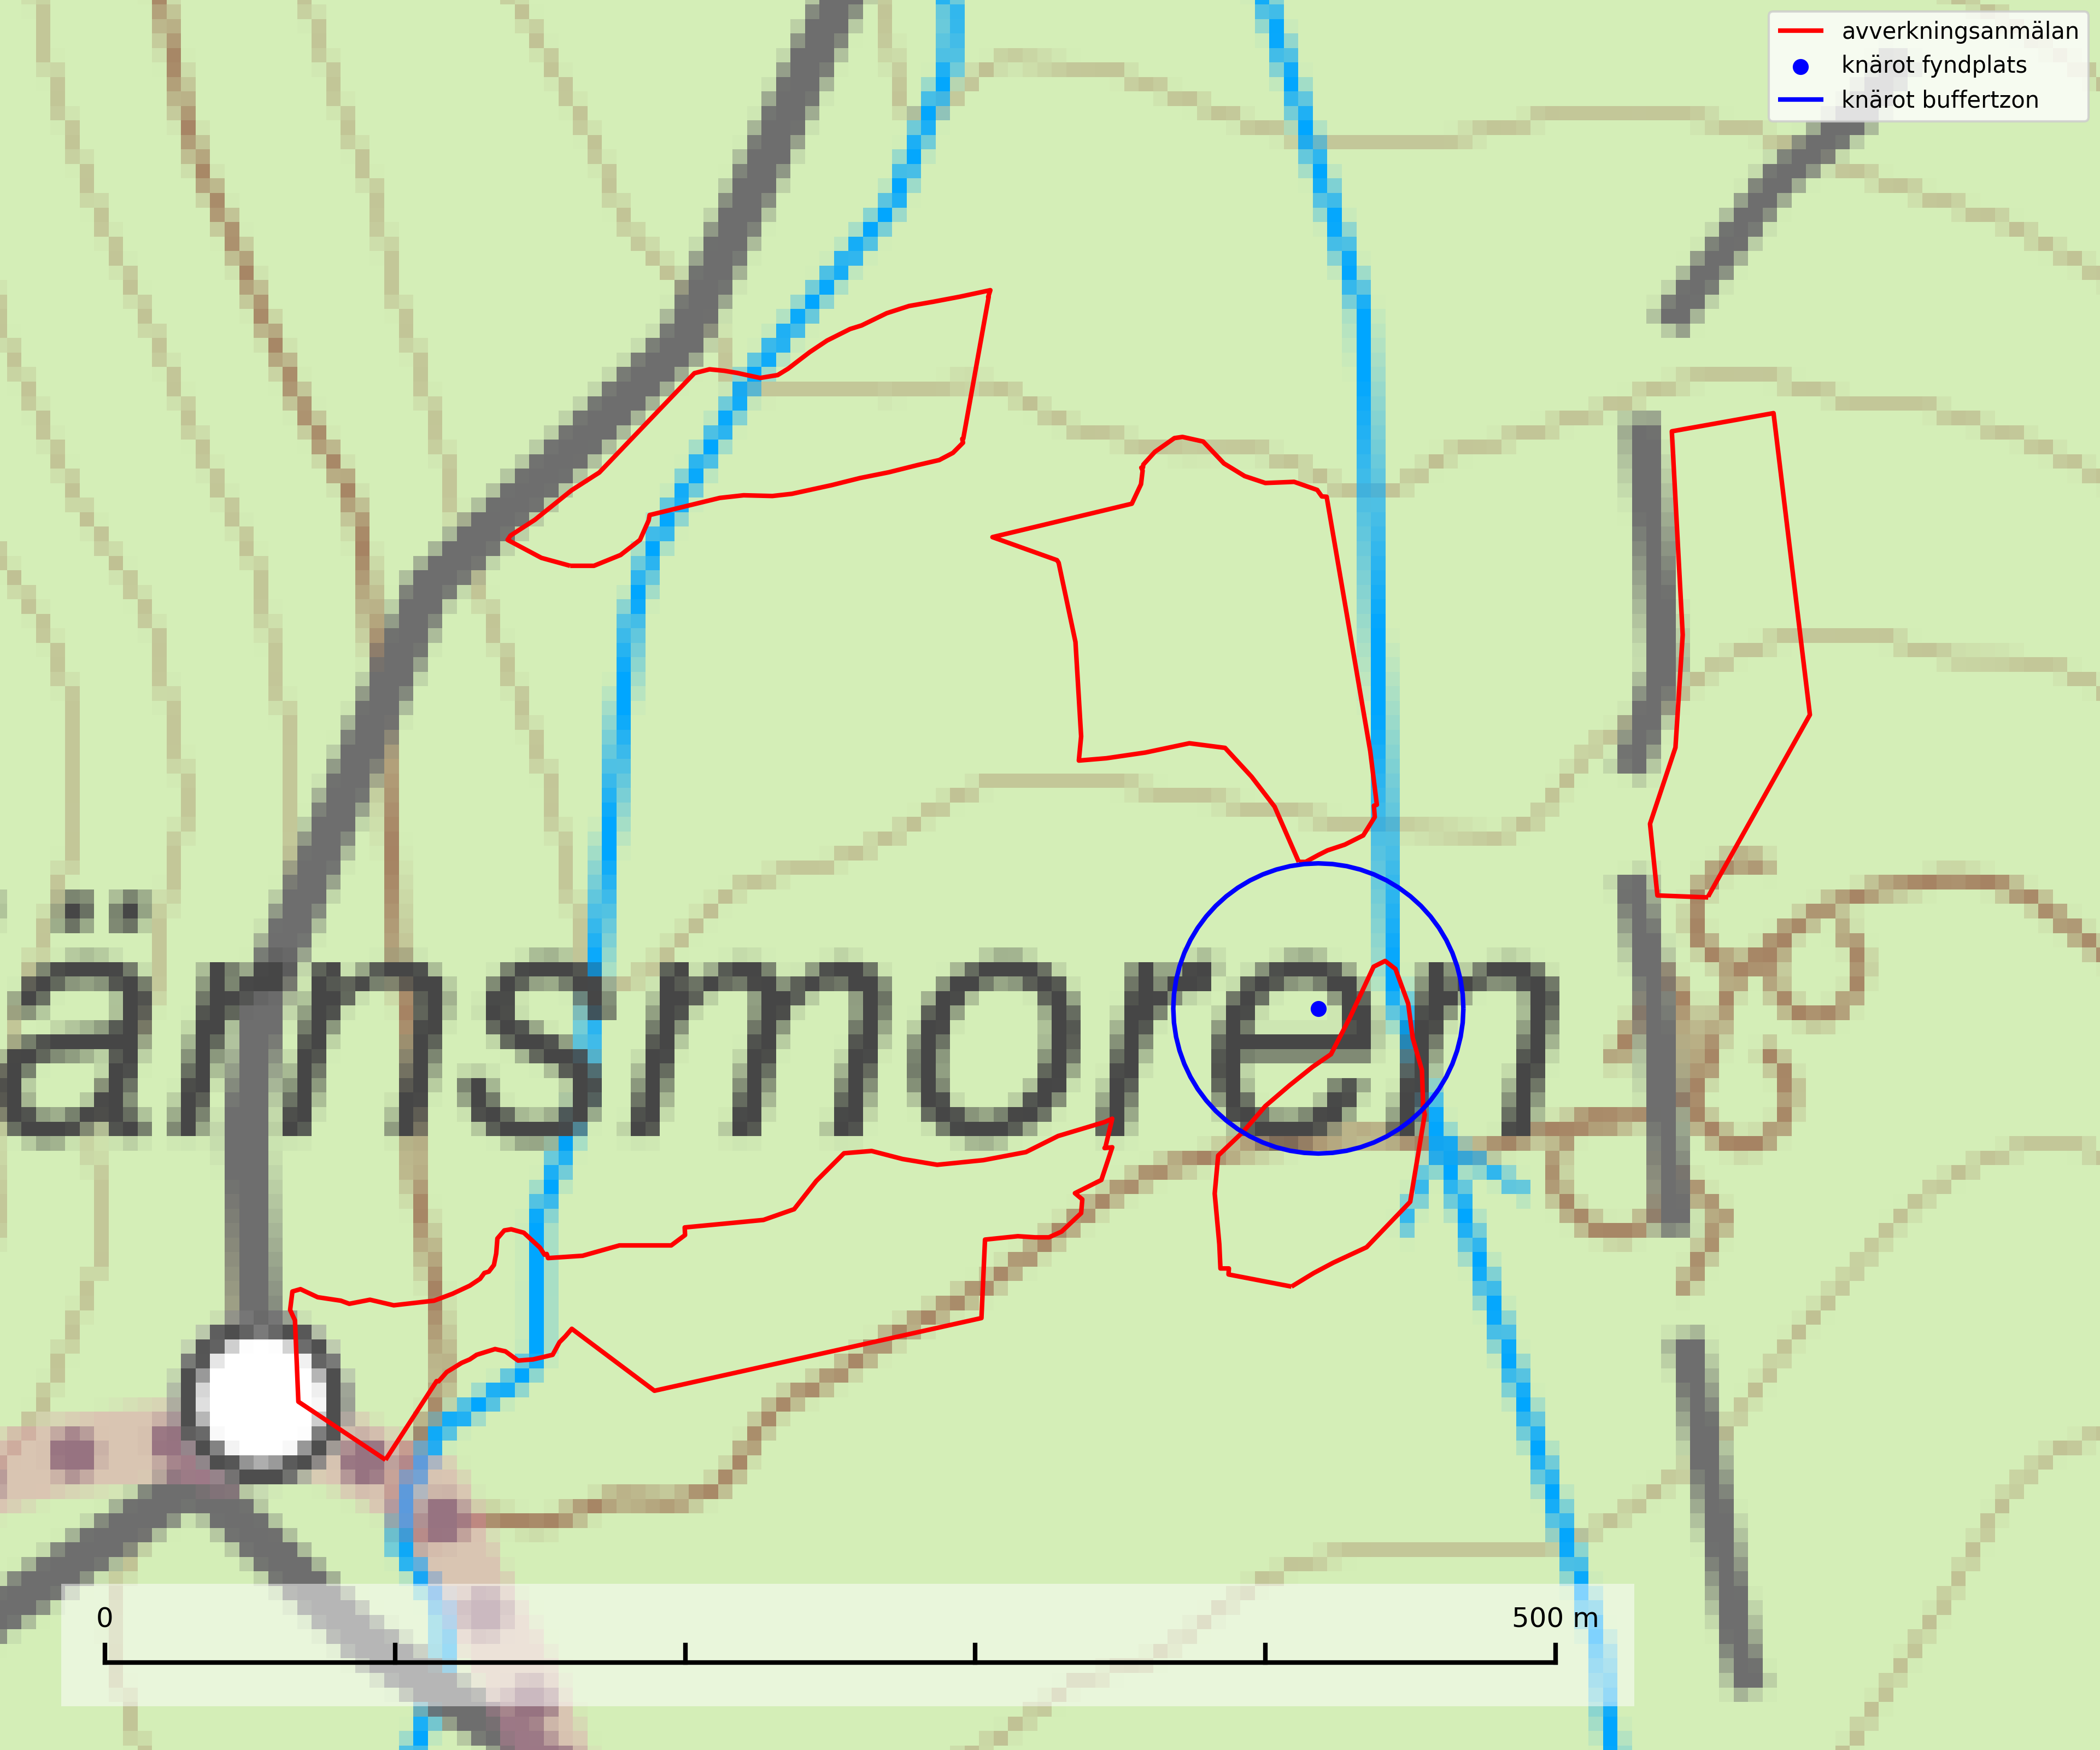 avverkningsanmälan
knärot fyndplats
knärot buffertzon
ärnsmoren
0
500 m